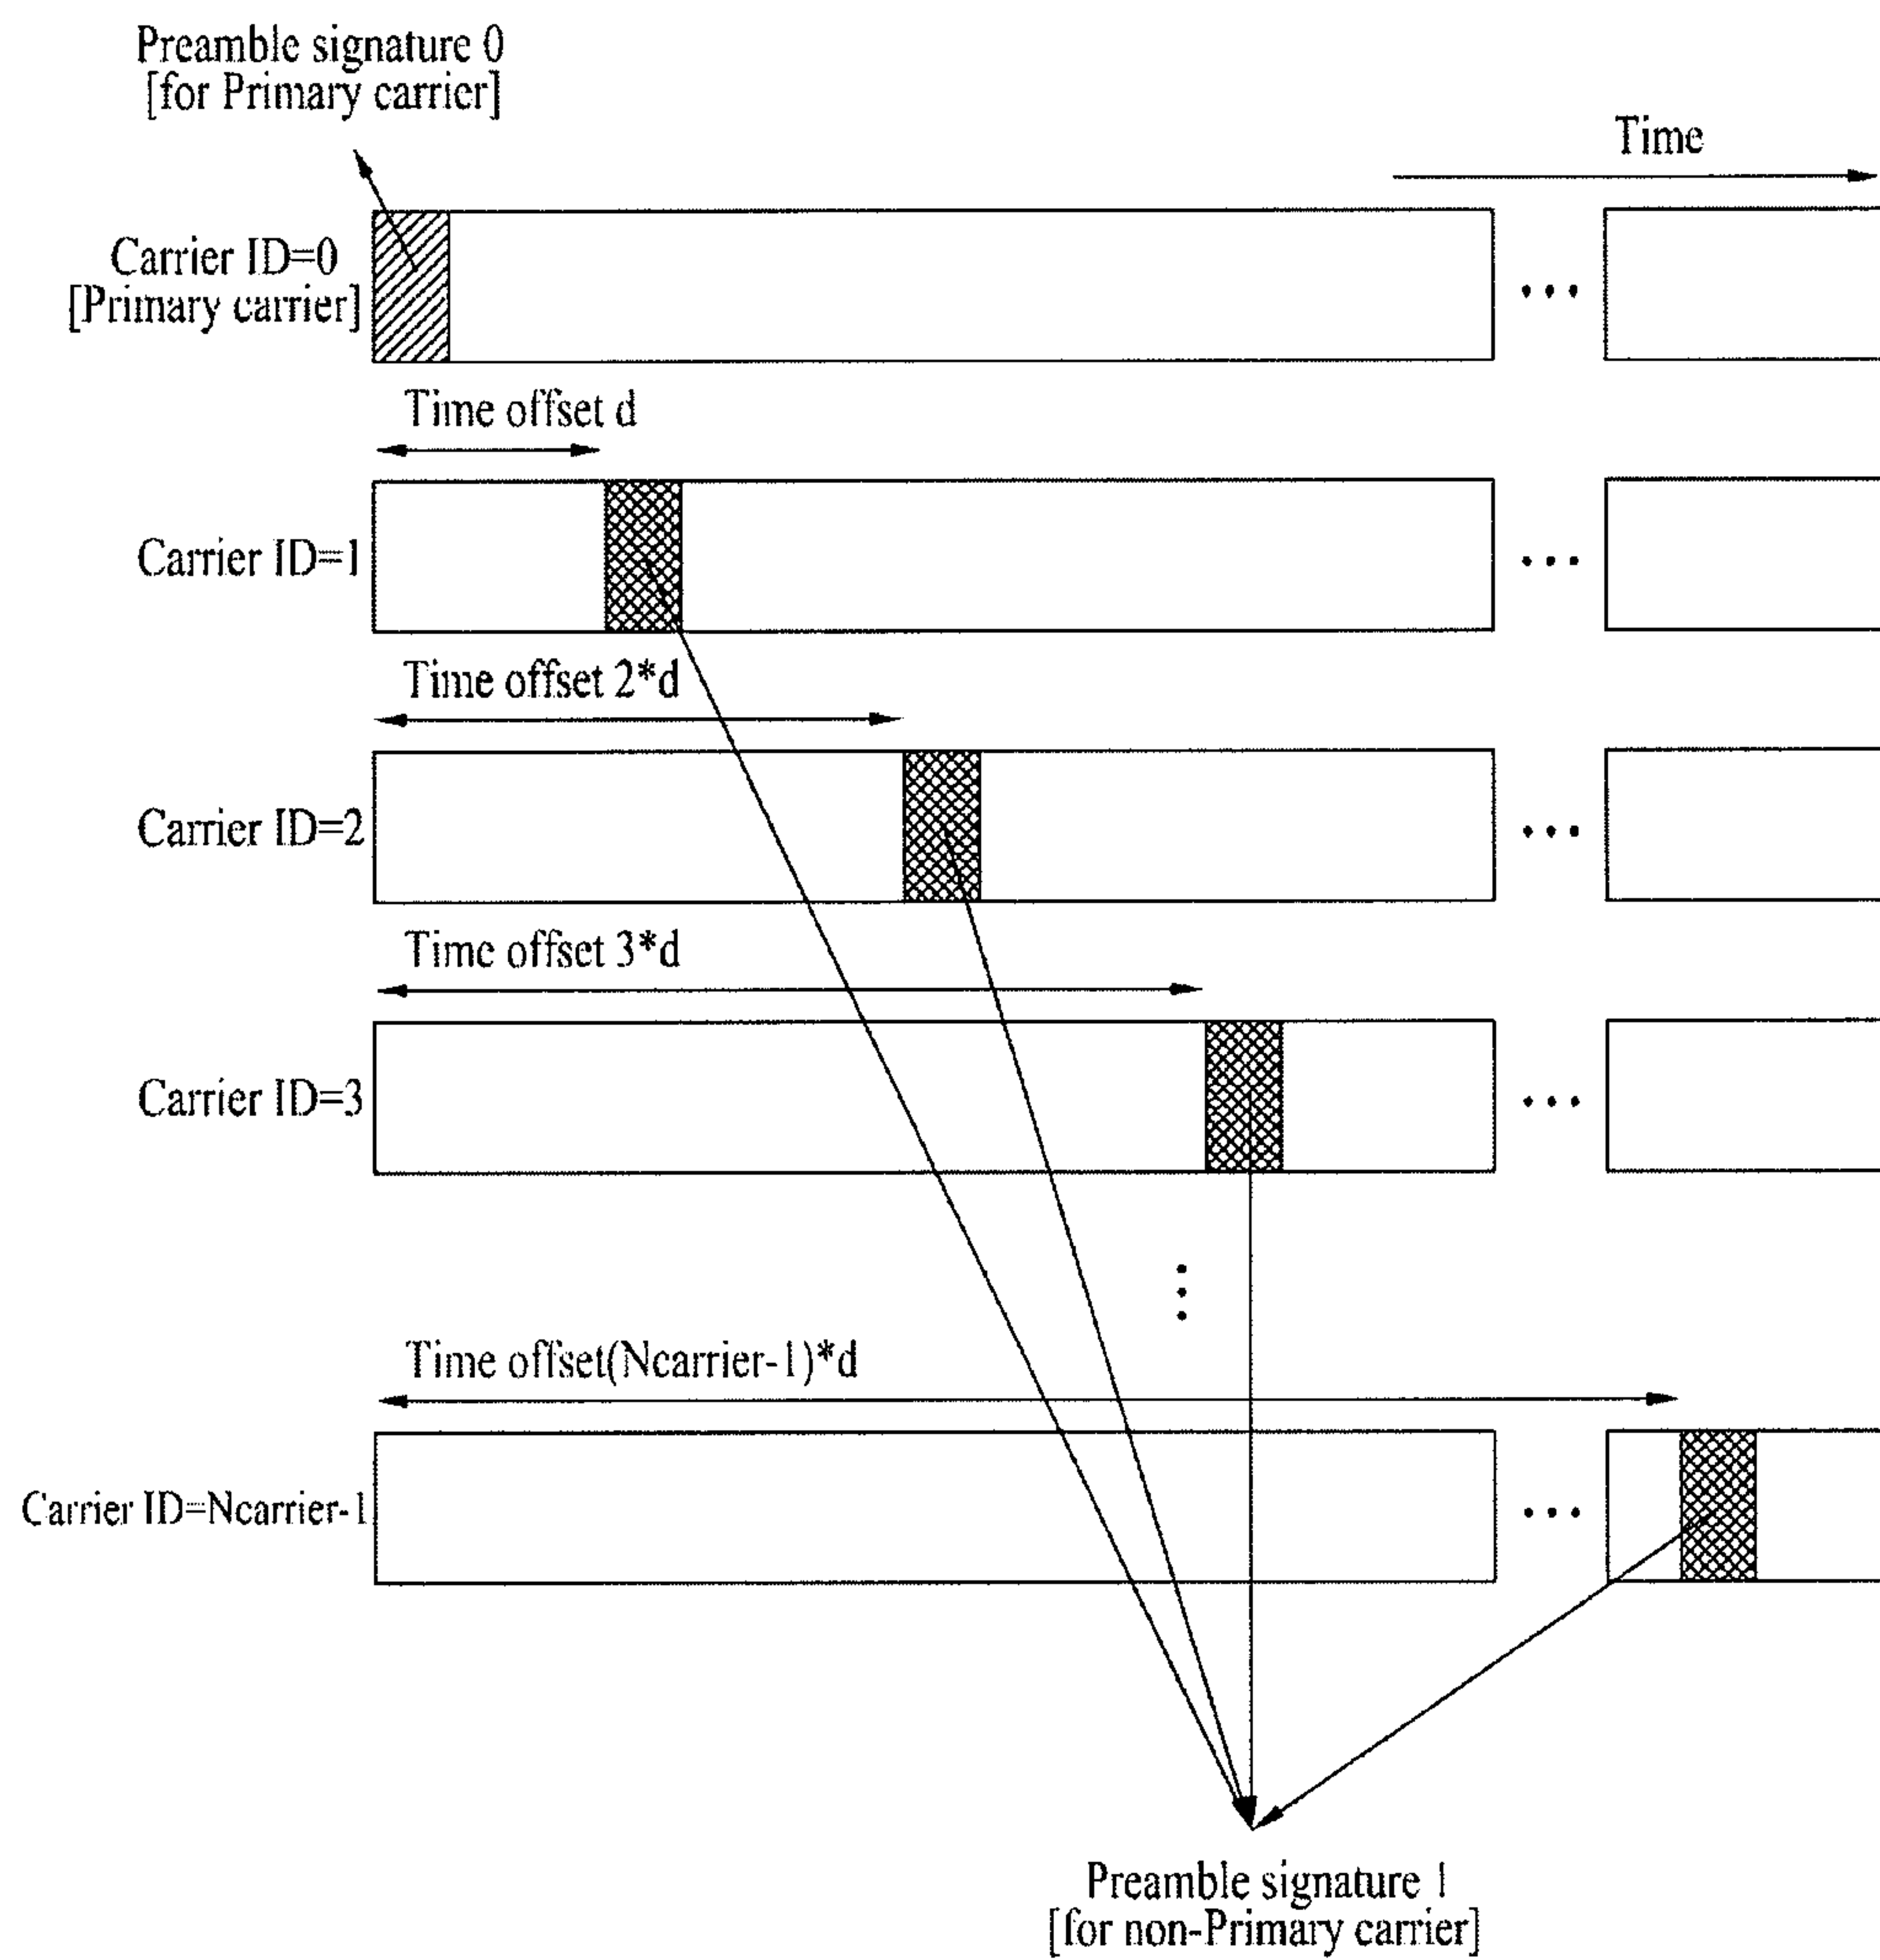 Preamble signature 0
[for Primary carrier]
Time
Carrier ID=0
[Primary carrier]
Time offset d
Carrier ID=1
Time offset 2*d
Carrier ID=2
Time offset 3*d
Carrier ID=3
Time offset(Ncarrier-1)*d
Carrier ID=Ncarrier-1
Preamble signature 1
[for non-Primary carrier]